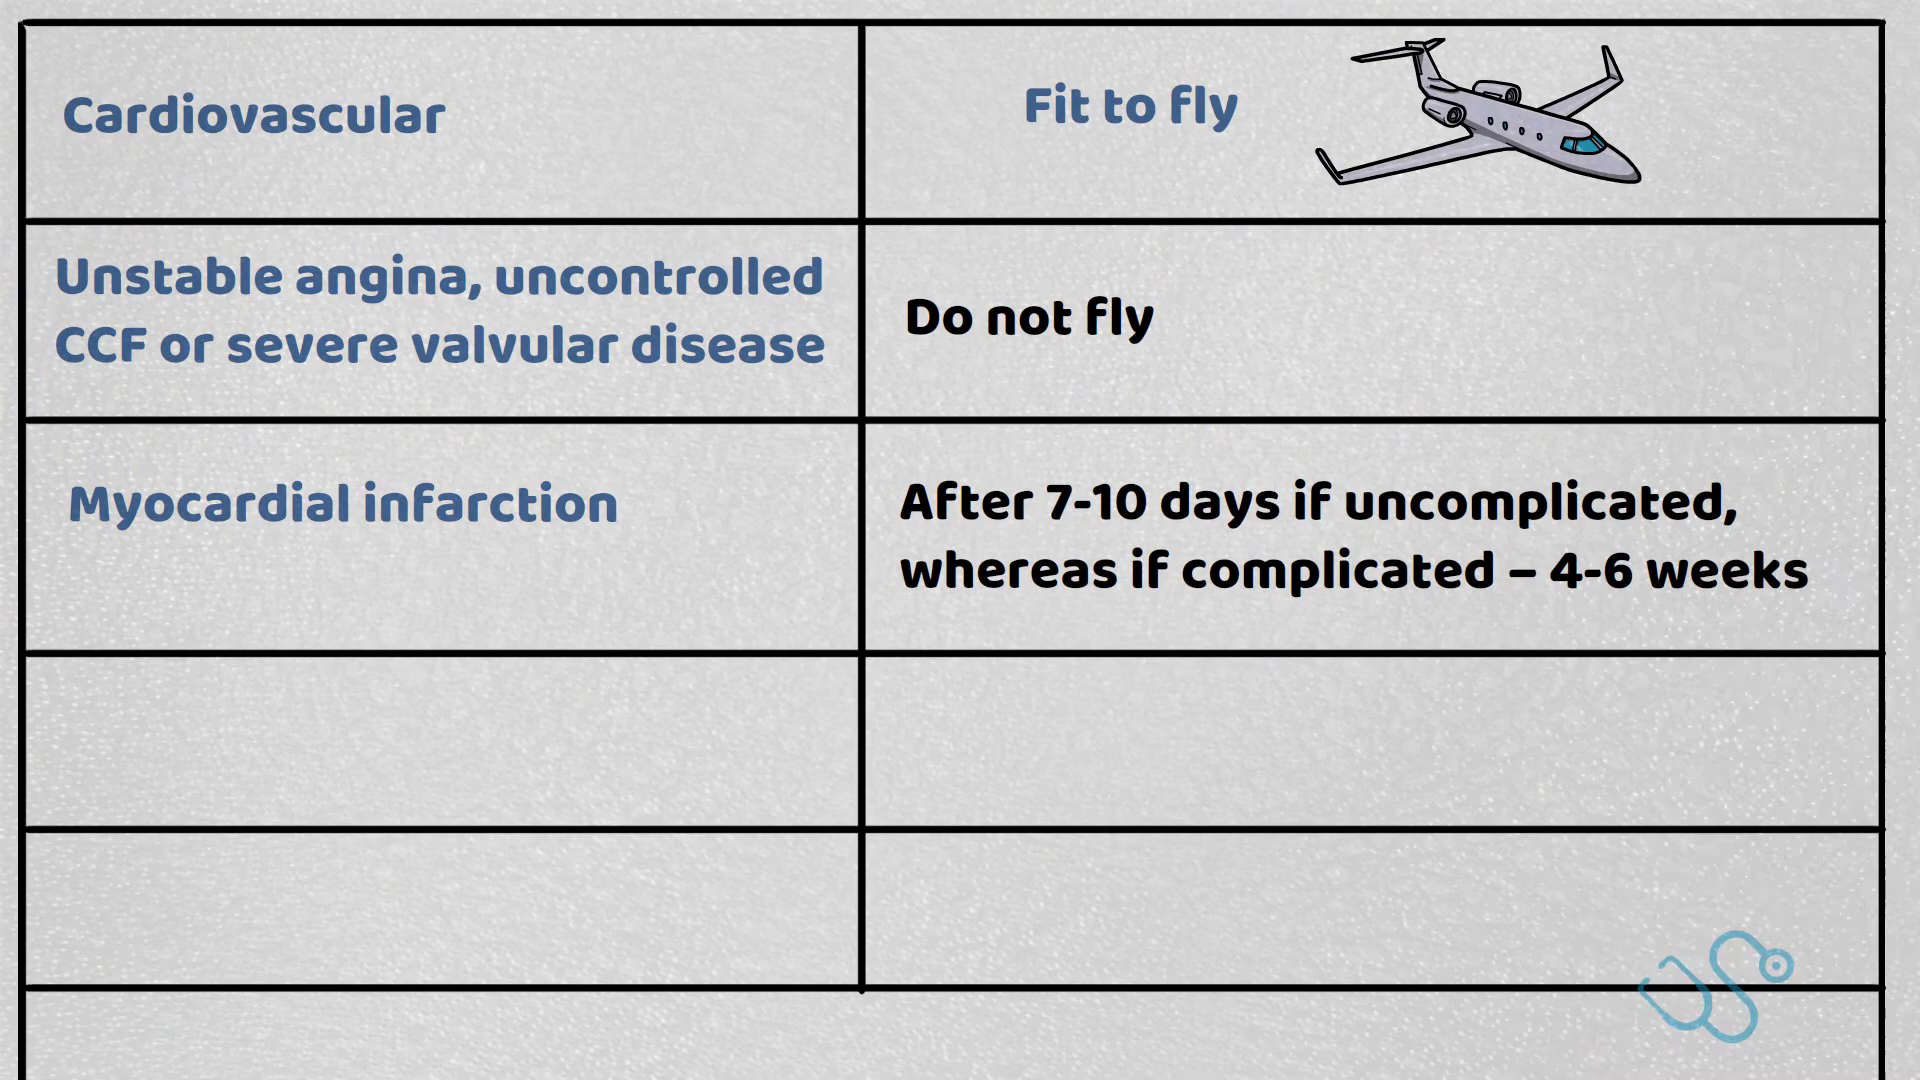 Cardiovascular
Fit to fly
Unstable angina, uncontrolled
CCF or severe valvular disease
Do not fly
Myocardial infarction
After 7-10 days if uncomplicated,
whereas if complicated – 4-6 weeks